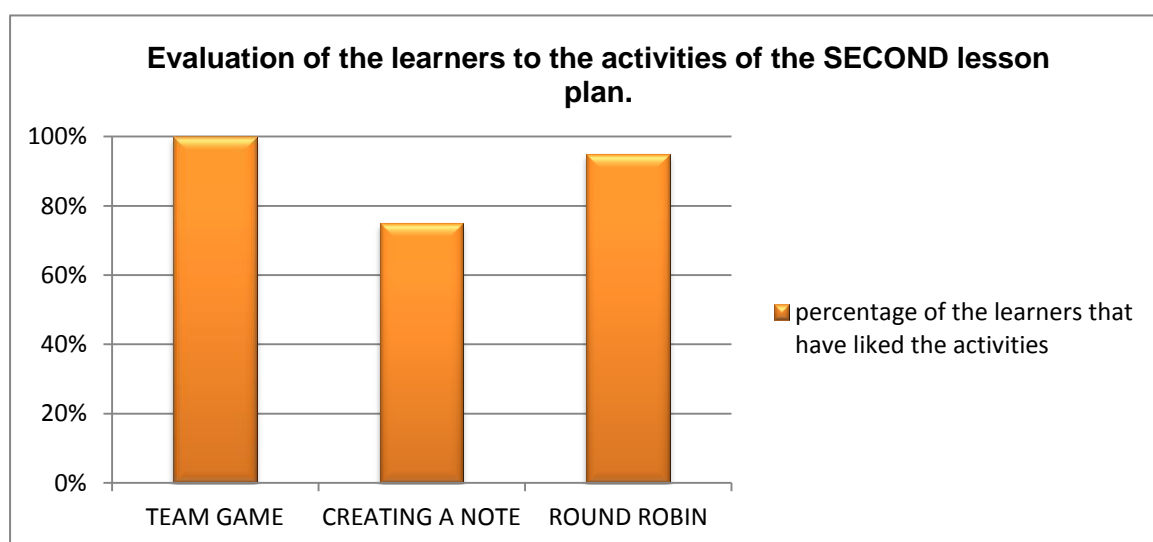 Evaluation of the learners to the activities of the SECOND lesson
plan.
100%
80%
60%
40%
20%
0%
TEAM GAME CREATING A NOTE ROUND ROBIN
percentage of the learners that
have liked the activities